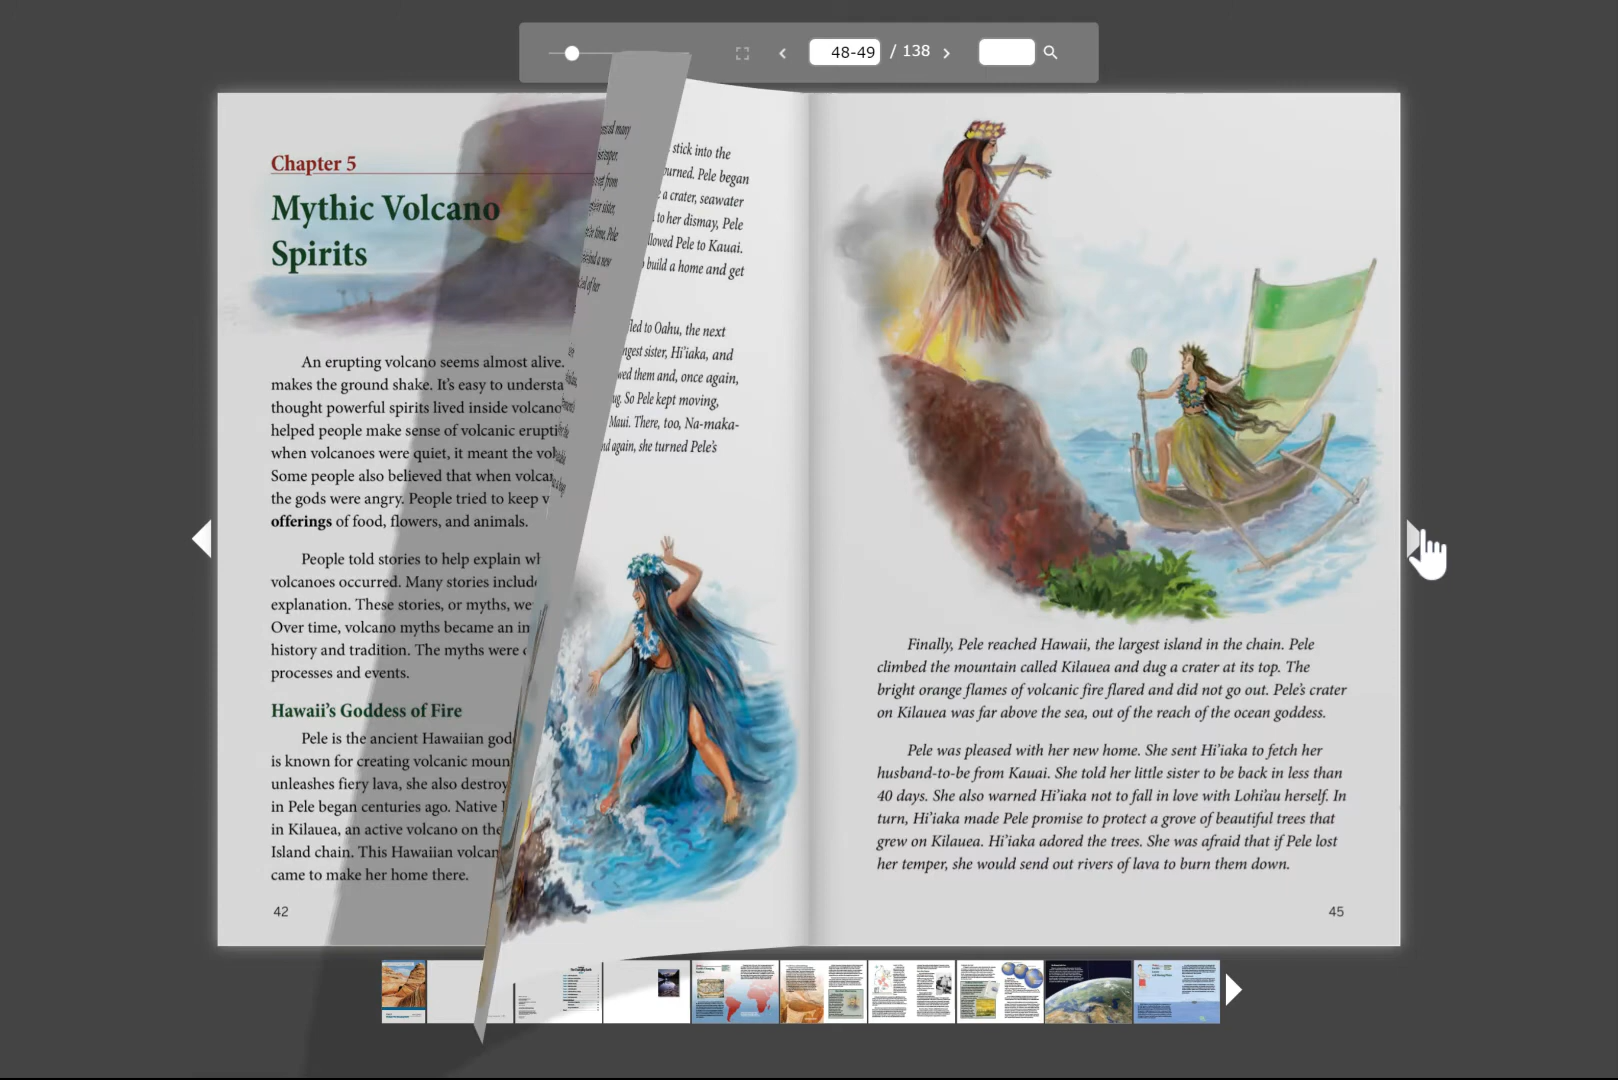 48-49 / 138
Chapter 5
Mythic Volcano
Spirits
An erupting volcano seems almost alive.
makes the ground shake. It's easy to understa
thought powerful spirits lived inside volcano
helped people make sense of volcanic erupti
when volcanoes were quiet, it meant the vol
Some people also believed that when volcan
the gods were angry. People tried to keep v
offerings of food, flowers, and animals.
People told stories to help explain wh
volcanoes occurred. Many stories include
explanation. These stories, or myths, we
Over time, volcano myths became an in
history and tradition. The myths were
processes and events.
Hawaii's Goddess of Fire
Pele is the ancient Hawaiian god
is known for creating volcanic moun
unleashes fiery lava, she also destroy
in Pele began centuries ago. Native
in Kilauea, an active volcano on the
Island chain. This Hawaiian volcan
came to make her home there.
42
stick into the
burned. Pele began
a crater, seawater
to her dismay, Pele
llowed Pele to Kauai.
build a home and get
led to Oahu, the next
ngest sister, Hi'iaka, and
wed them and, once again,
ug. So Pele kept moving,
Maui. There, too, Na-maka-
nd again, she turned Pele's
Finally, Pele reached Hawaii, the largest island in the chain. Pele
climbed the mountain called Kilauea and dug a crater at its top. The
bright orange flames of volcanic fire flared and did not go out. Pele's crater
on Kilauea was far above the sea, out of the reach of the ocean goddess.
Pele was pleased with her new home. She sent Hi'iaka to fetch her
husband-to-be from Kauai. She told her little sister to be back in less than
40 days. She also warned Hi'iaka not to fall in love with Lohi'au herself. In
turn, Hi'iaka made Pele promise to protect a grove of beautiful trees that
grew on Kilauea. Hi'iaka adored the trees. She was afraid that if Pele lost
her temper, she would send out rivers of lava to burn them down.
45